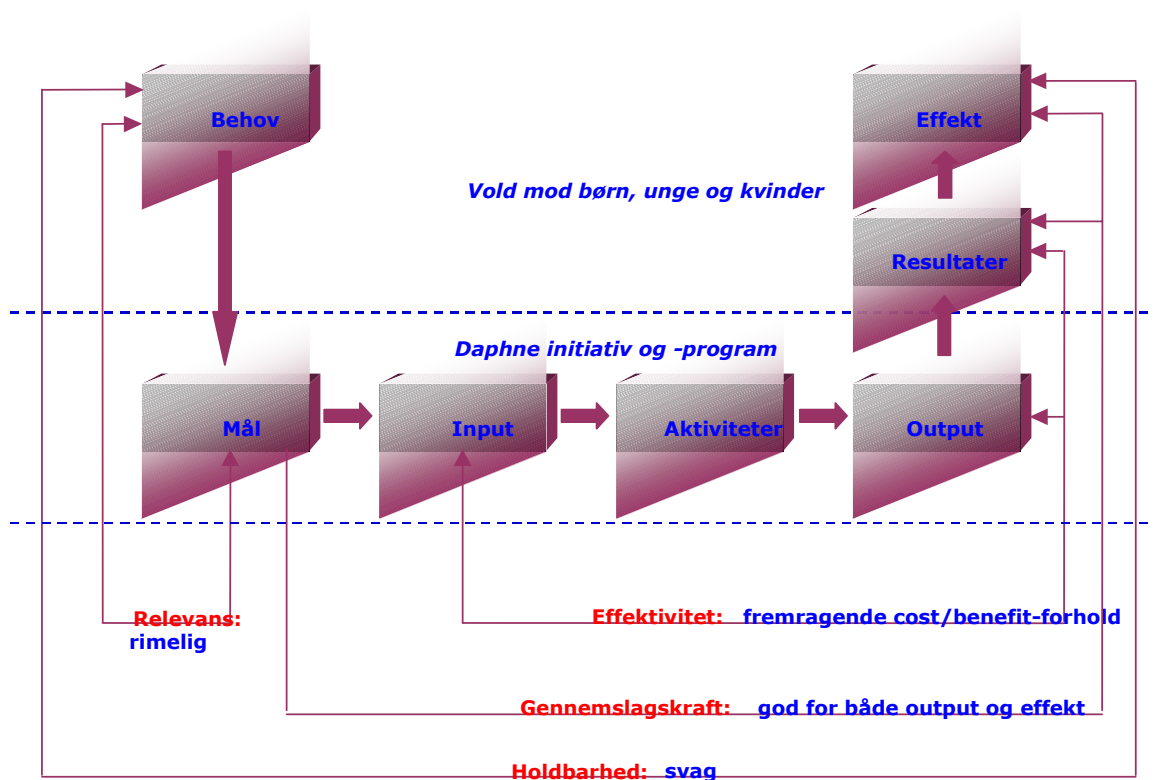 Behov
Effekt
Vold mod børn, unge og kvinder
Resultater
Daphne initiativ og -program
Mål
Input
Aktiviteter
Output
Relevans:
rimelig
Effektivitet: fremragende cost/benefit-forhold
Gennemslagskraft: god for både output og effekt
Holdbarhed: svag